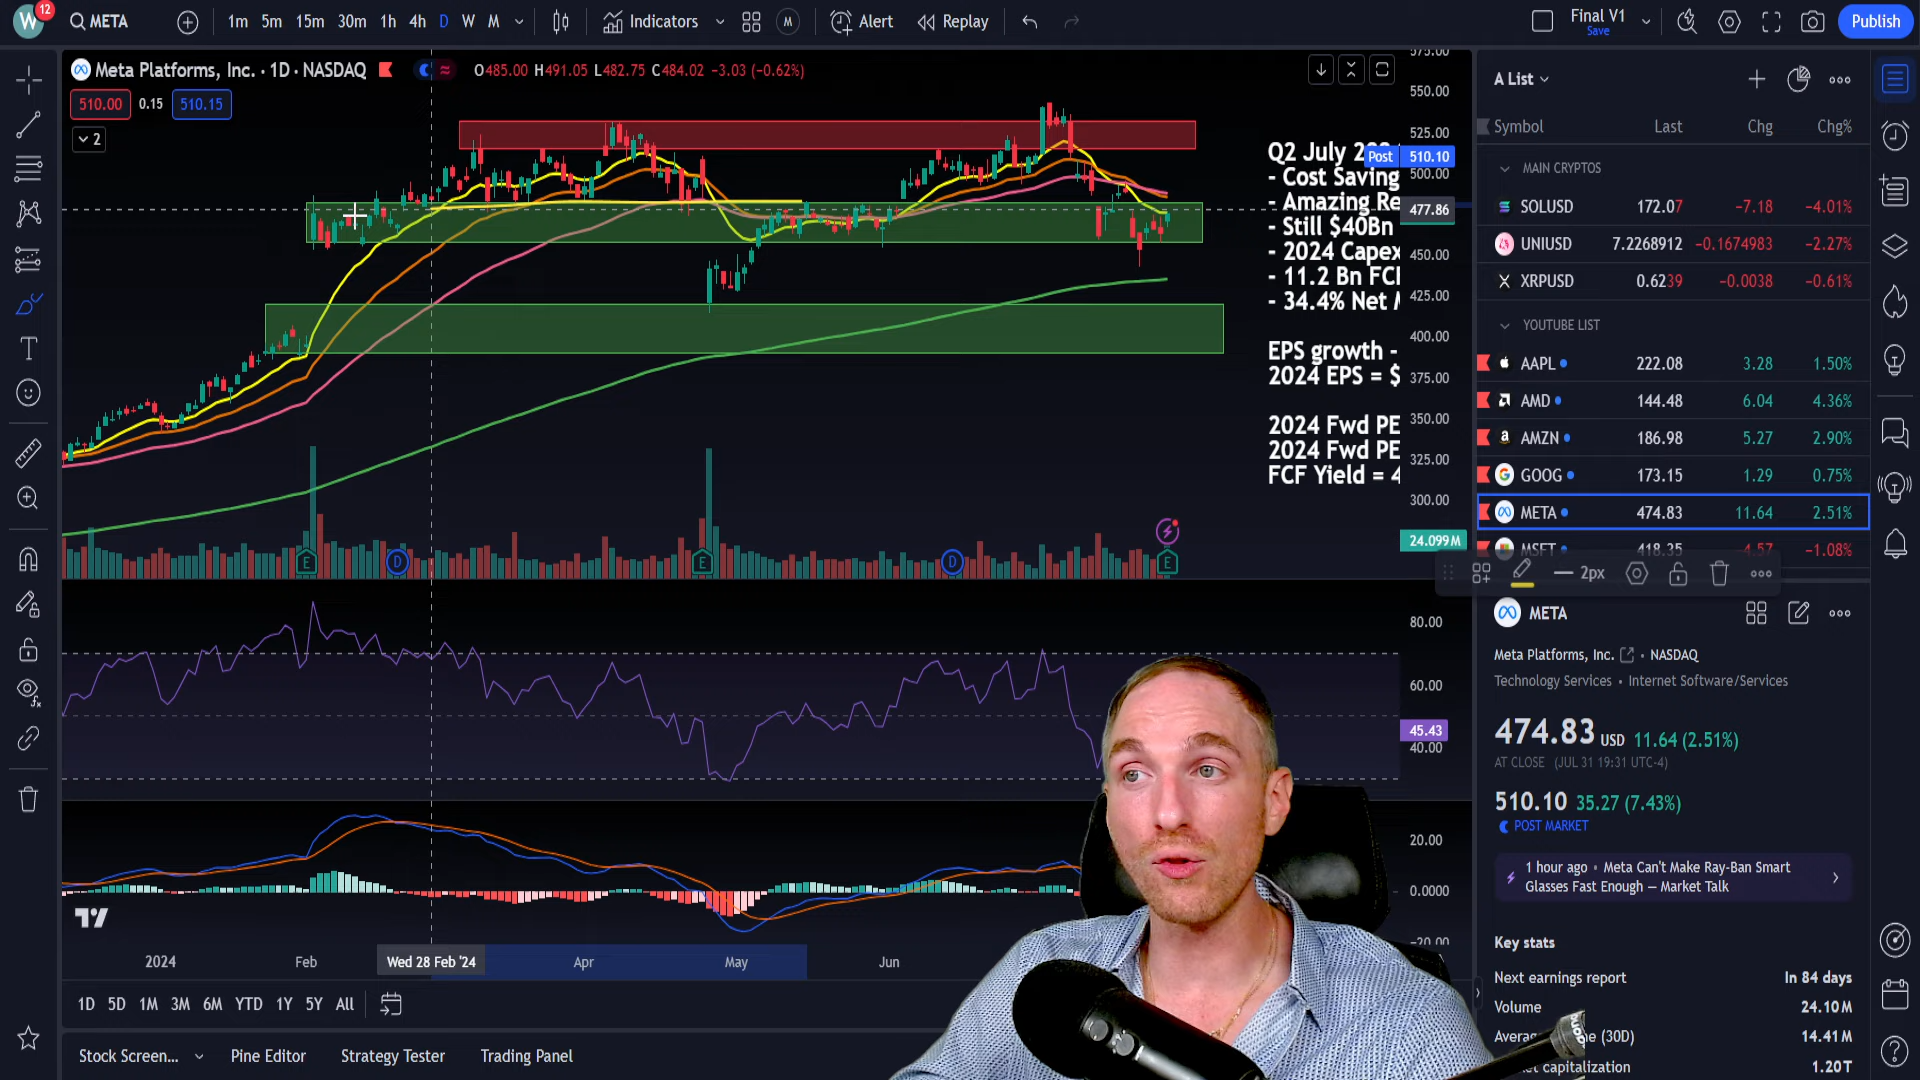 12
META
1m 5m 15m 30m 1h 4h D W M
Indicators
M
Alert
Replay
Final V1
Save
Publish
Meta Platforms, Inc. · 1D · NASDAQ
O485.00 H491.05 L482.75 C484.02 −3.03 (−0.62%)
510.00 0.15 510.15
2
Q2 July 202
- Cost Saving
- Amazing Re
- Still $40Bn
- 2024 Capex
- 11.2 Bn FCF
- 34.4% Net M
EPS growth -
2024 EPS = $
2024 Fwd PE
2024 Fwd PE
FCF Yield = 4
575.00
550.00
525.00
Post 510.10
500.00
477.86
450.00
425.00
400.00
375.00
350.00
325.00
300.00
24.099M
E D E D E
80.00
60.00
45.43
40.00
20.00
0.0000
−20.00
2024 Feb Wed 28 Feb '24 Apr May Jun
1D 5D 1M 3M 6M YTD 1Y 5Y All
Stock Screen... Pine Editor Strategy Tester Trading Panel
A List
Symbol Last Chg Chg%
MAIN CRYPTOS
SOLUSD 172.07 −7.18 −4.01%
UNIUSD 7.2268912 −0.1674983 −2.27%
XRPUSD 0.6239 −0.0038 −0.61%
YOUTUBE LIST
AAPL 222.08 3.28 1.50%
AMD 144.48 6.04 4.36%
AMZN 186.98 5.27 2.90%
GOOG 173.15 1.29 0.75%
META 474.83 11.64 2.51%
MSFT 418.35 −4.57 −1.08%
2px
META
Meta Platforms, Inc. • NASDAQ
Technology Services • Internet Software/Services
474.83 USD 11.64 (2.51%)
AT CLOSE (JUL 31 19:31 UTC-4)
510.10 35.27 (7.43%)
POST MARKET
1 hour ago • Meta Can't Make Ray-Ban Smart
Glasses Fast Enough — Market Talk
Key stats
Next earnings report In 84 days
Volume 24.10M
(30D) 14.41M
capitalization 1.20T